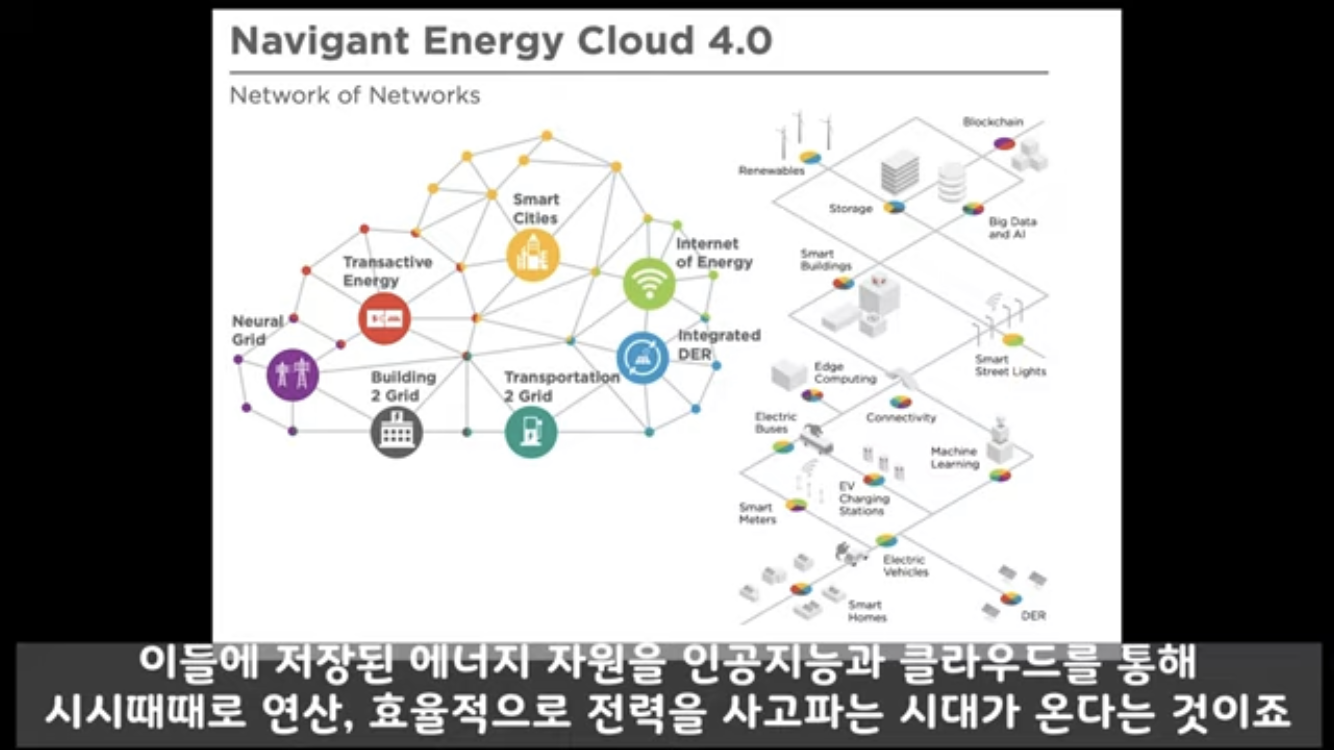 Navigant Energy Cloud 4.0
Network of Networks
Smart
Cities
Internet
of Energy
Transactive
Energy
Neural
Grid
Integrated
DER
Building
2 Grid
Transportation
2 Grid
Blockchain
Renewables
Storage
Big Data
and AI
Smart
Buildings
Smart
Street Lights
Edge
Computing
Connectivity
Electric
Buses
Machine
Learning
EV
Charging
Stations
Smart
Meters
Electric
Vehicles
Smart
Homes
DER
이들에 저장된 에너지 자원을 인공지능과 클라우드를 통해
시시때때로 연산, 효율적으로 전력을 사고파는 시대가 온다는 것이죠